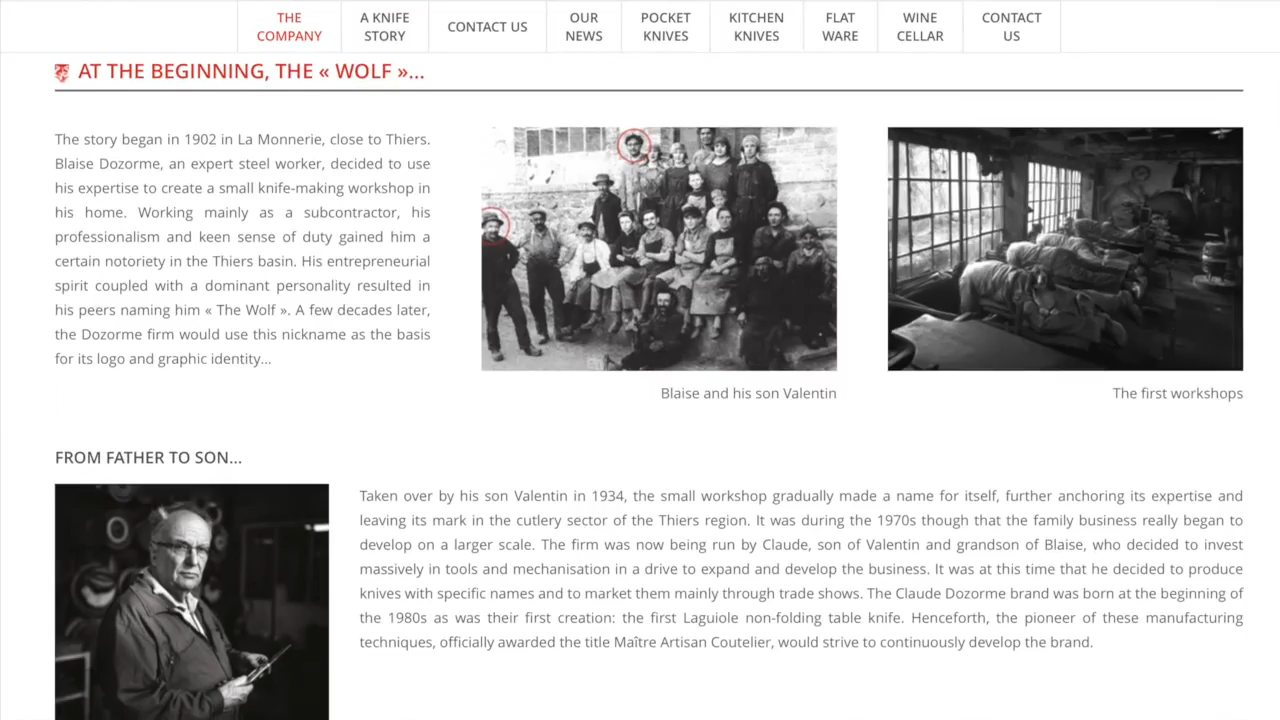 THE
COMPANY
A KNIFE
STORY
CONTACT US
OUR
NEWS
POCKET
KNIVES
KITCHEN
KNIVES
FLAT
WARE
WINE
CELLAR
CONTACT
US
AT THE BEGINNING, THE « WOLF »...
The story began in 1902 in La Monnerie, close to Thiers.
Blaise Dozorme, an expert steel worker, decided to use
his expertise to create a small knife-making workshop in
his home. Working mainly as a subcontractor, his
professionalism and keen sense of duty gained him a
certain notoriety in the Thiers basin. His entrepreneurial
spirit coupled with a dominant personality resulted in
his peers naming him « The Wolf ». A few decades later,
the Dozorme firm would use this nickname as the basis
for its logo and graphic identity...
Blaise and his son Valentin
The first workshops
FROM FATHER TO SON...
Taken over by his son Valentin in 1934, the small workshop gradually made a name for itself, further anchoring its expertise and
leaving its mark in the cutlery sector of the Thiers region. It was during the 1970s though that the family business really began to
develop on a larger scale. The firm was now being run by Claude, son of Valentin and grandson of Blaise, who decided to invest
massively in tools and mechanisation in a drive to expand and develop the business. It was at this time that he decided to produce
knives with specific names and to market them mainly through trade shows. The Claude Dozorme brand was born at the beginning of
the 1980s as was their first creation: the first Laguiole non-folding table knife. Henceforth, the pioneer of these manufacturing
techniques, officially awarded the title Maître Artisan Coutelier, would strive to continuously develop the brand.